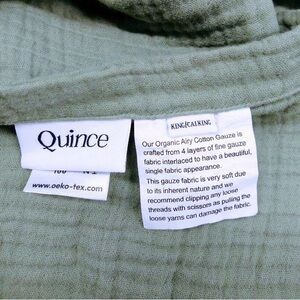 Quince
100
www.oeko-tex.com
KING/CALKING
Our Organic Airy Cotton Gauze is
crafted from 4 layers of fine gauze
fabric interlaced to have a beautiful,
single fabric appearance.
This gauze fabric is very soft due
to its inherent nature and we
recommend clipping any loose
threads with scissors as pulling the
loose yarns can damage the fabric.